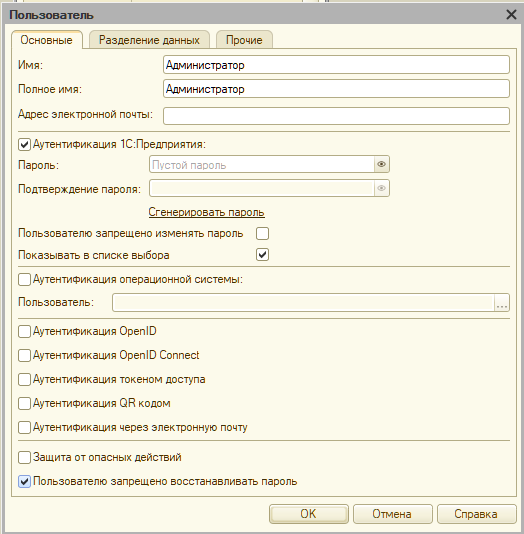 Пользователь
Основные Разделение данных Прочие
Имя: Администратор
Полное имя: Администратор
Адрес электронной почты:
Аутентификация 1С:Предприятия:
Пароль: Пустой пароль
Подтверждение пароля:
Сгенерировать пароль
Пользователю запрещено изменять пароль
Показывать в списке выбора
Аутентификация операционной системы:
Пользователь: ...
Аутентификация OpenID
Аутентификация OpenID Connect
Аутентификация токеном доступа
Аутентификация QR кодом
Аутентификация через электронную почту
Защита от опасных действий
Пользователю запрещено восстанавливать пароль
OK Отмена Справка